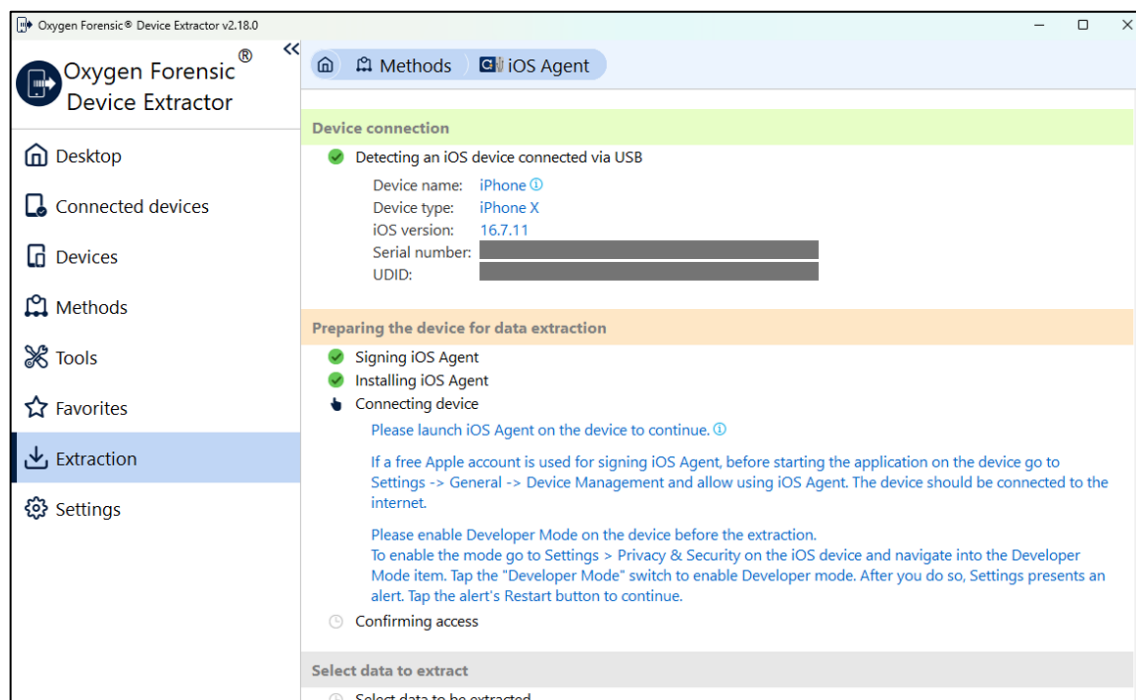 Oxygen Forensic® Device Extractor v2.18.0
Oxygen Forensic®
Device Extractor
Desktop
Connected devices
Devices
Methods
Tools
Favorites
Extraction
Settings
Methods iOS Agent
Device connection
Detecting an iOS device connected via USB
Device name: iPhone
Device type: iPhone X
iOS version: 16.7.11
Serial number:
UDID:
Preparing the device for data extraction
Signing iOS Agent
Installing iOS Agent
Connecting device
Please launch iOS Agent on the device to continue.
If a free Apple account is used for signing iOS Agent, before starting the application on the device go to
Settings -> General -> Device Management and allow using iOS Agent. The device should be connected to the
internet.
Please enable Developer Mode on the device before the extraction.
To enable the mode go to Settings > Privacy & Security on the iOS device and navigate into the Developer
Mode item. Tap the "Developer Mode" switch to enable Developer mode. After you do so, Settings presents an
alert. Tap the alert's Restart button to continue.
Confirming access
Select data to extract
Select data to be extracted